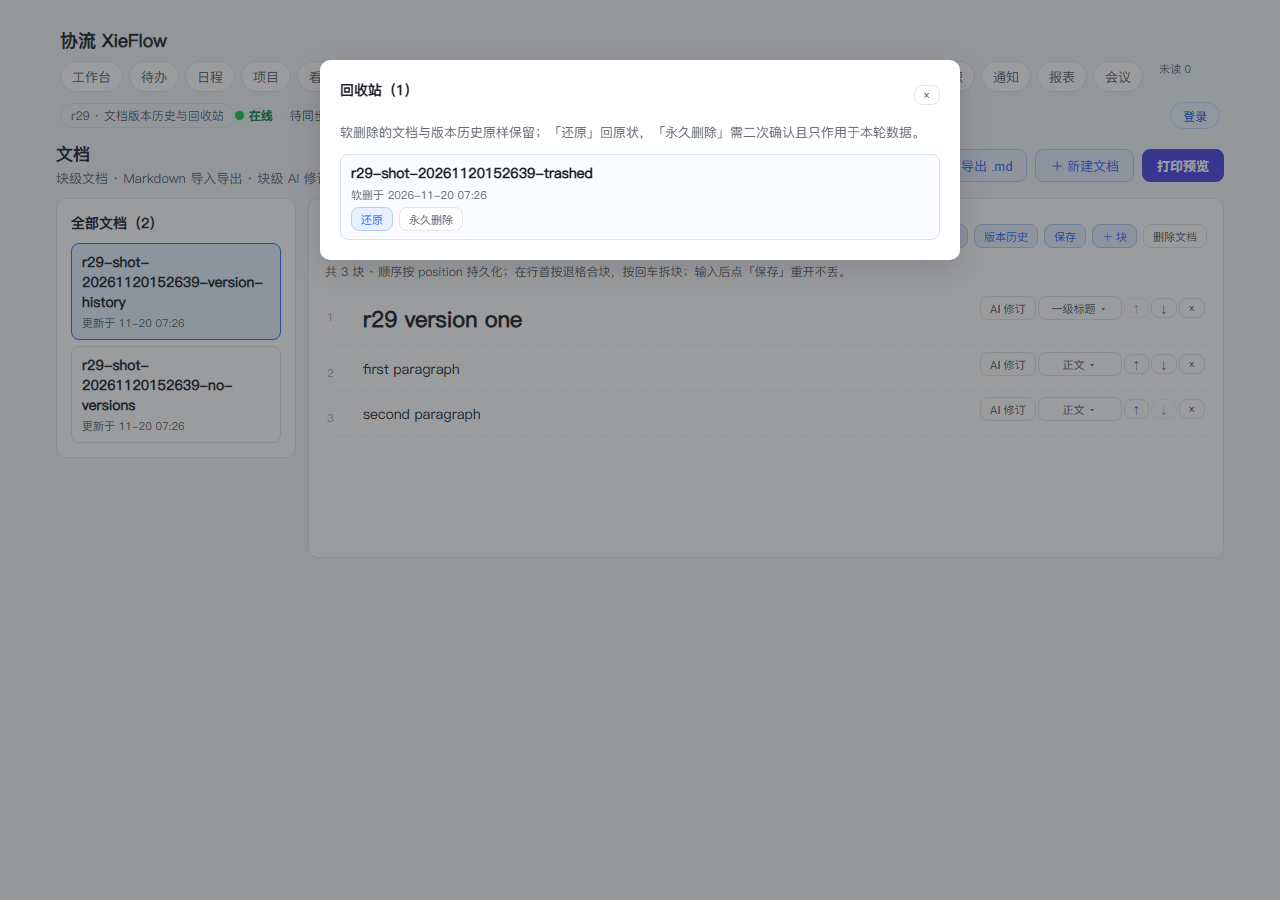 协流 XieFlow
工作台
待办
日程
项目
通知
报表
会议
未读 0
r29 · 文档版本历史与回收站
在线
登录
文档
块级文档 · Markdown 导入导出 · 块级 AI
导出 .md
＋ 新建文档
打印预览
回收站（1）
×
软删除的文档与版本历史原样保留；「还原」回原状，「永久删除」需二次确认且只作用于本轮数据。
r29-shot-20261120152639-trashed
软删于 2026-11-20 07:26
还原
永久删除
全部文档（2）
r29-shot-
20261120152639-version-
history
更新于 11-20 07:26
r29-shot-
20261120152639-no-
versions
更新于 11-20 07:26
版本历史
保存
＋ 块
删除文档
共 3 块 · 顺序按 position 持久化；在行首按退格合块，按回车拆块；输入后点「保存」重开不丢。
1
r29 version one
AI 修订
一级标题
↑
↓
×
2
first paragraph
AI 修订
正文
↑
↓
×
3
second paragraph
AI 修订
正文
↑
↓
×